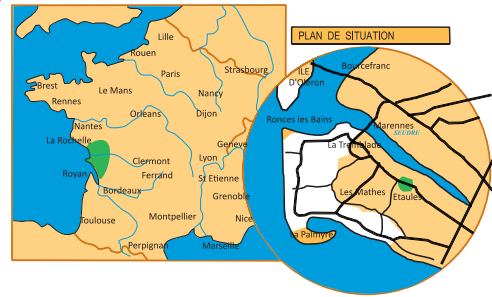 Lille
Rouen
Paris
Strasbourg
Brest
Le Mans
Nancy
Rennes
Orleans
Dijon
Nantes
La Rochelle
Geneye
Clermont
Ferrand
Lyon
Royan
St Etienne
Bordeaux
Grenoble
Toulouse
Montpellier
Nice
Perpignan
Marseille
PLAN DE SITUATION
Bourcefranc
ILE
D'Oleron
Ronces les Bains
Marennes
SEUDRE
La Tremblade
Les Mathes
Etaules
La Palmyre